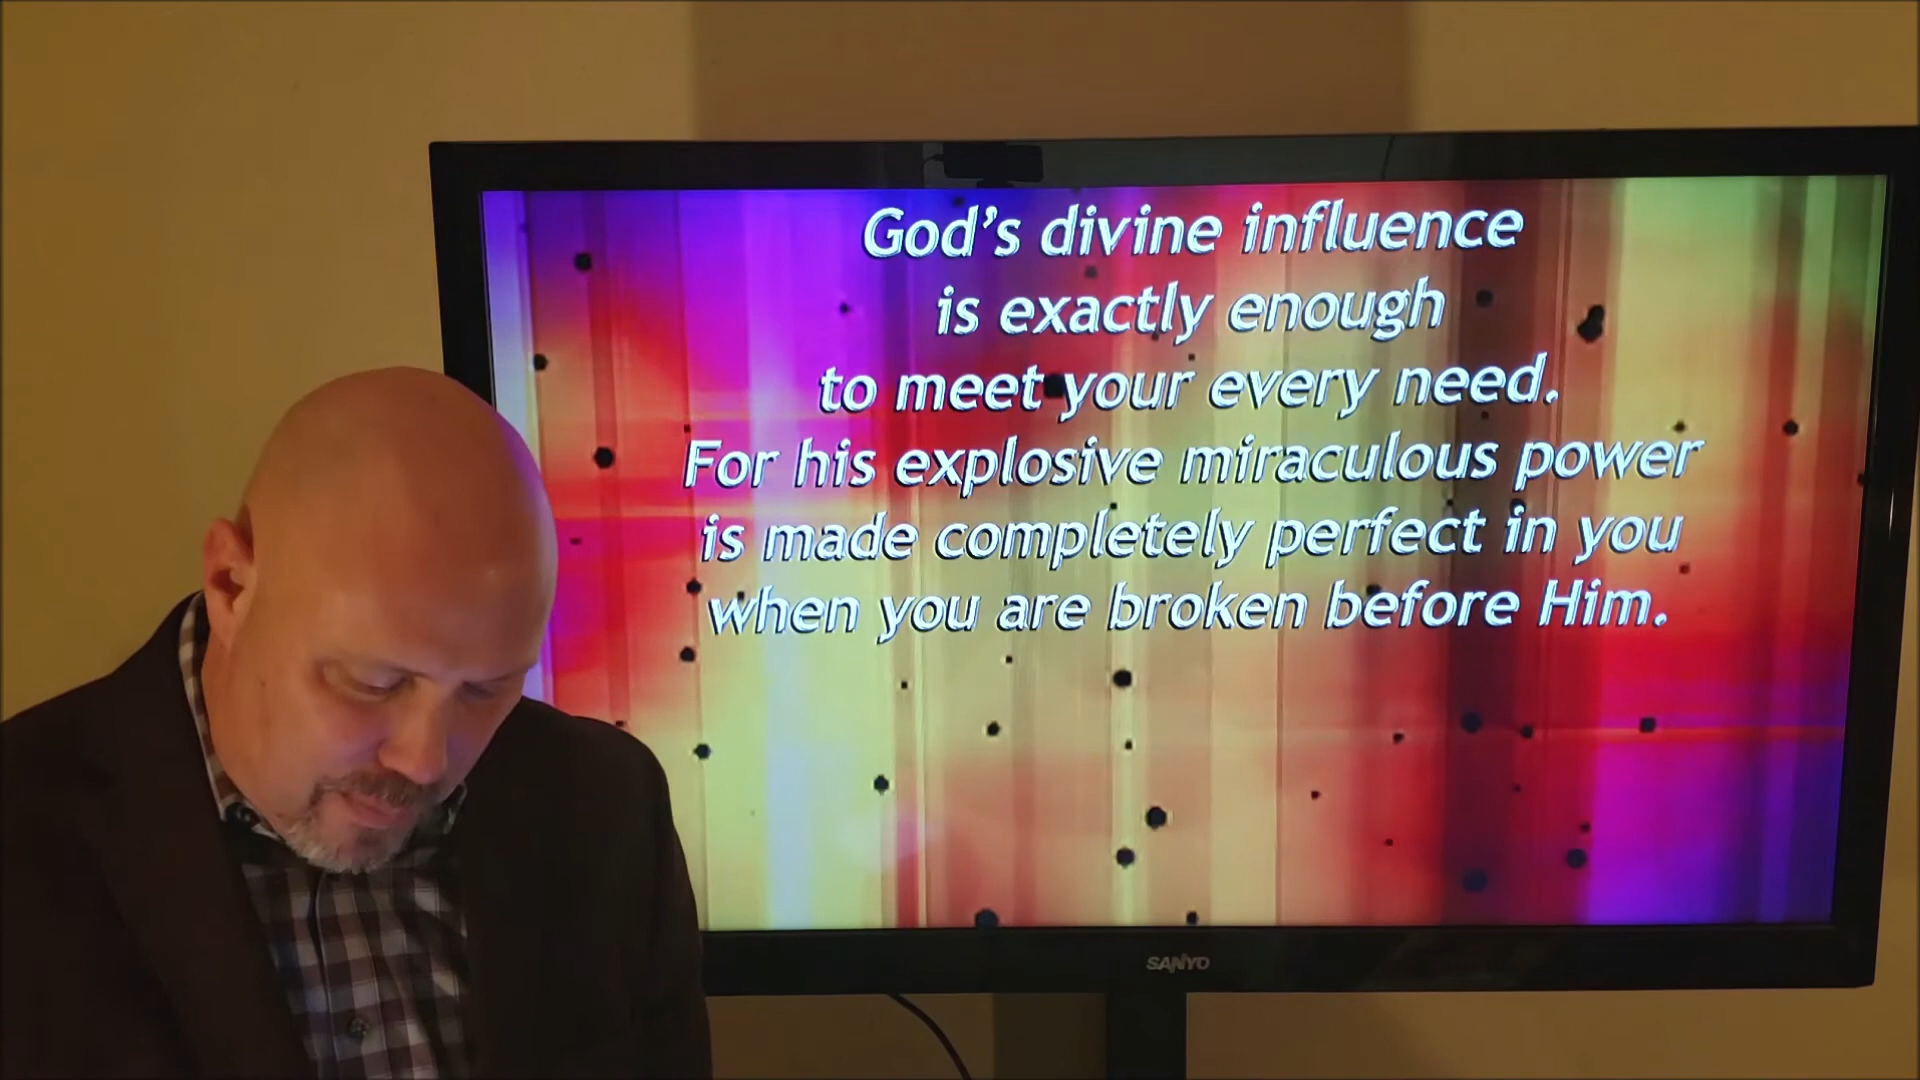 God's divine influence
is exactly enough
to meet your every need.
For his explosive miraculous power
is made completely perfect in you
when you are broken before Him.
SANYO